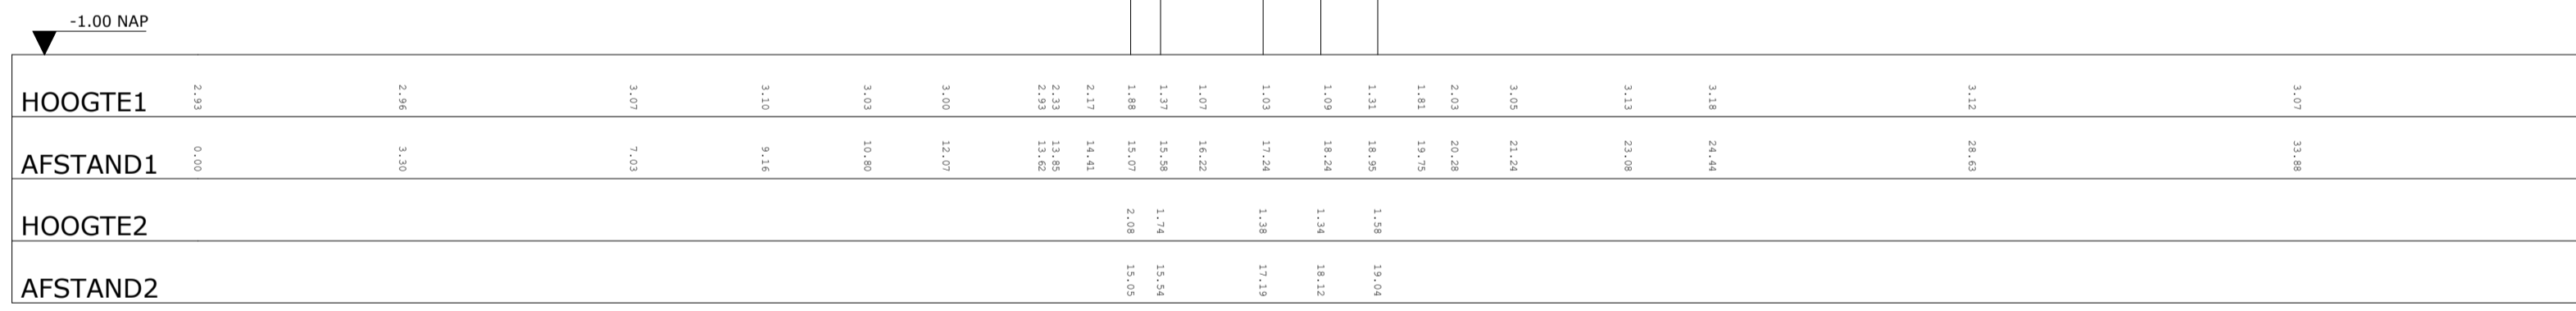 -1.00 NAP
HOOGTE1 2.93 2.96 3.07 3.10 3.03 3.00 2.93 2.33 2.17 1.88 1.37 1.07 1.03 1.09 1.31 1.81 2.03 3.05 3.13 3.18 3.12 3.07
AFSTAND1 0.00 3.30 7.03 9.16 10.80 12.07 13.62 13.85 14.41 15.07 15.58 16.22 17.24 18.24 18.95 19.75 20.28 21.24 23.08 24.44 28.63 33.88
HOOGTE2 2.08 1.74 1.38 1.34 1.58
AFSTAND2 15.05 15.54 17.19 18.12 19.04